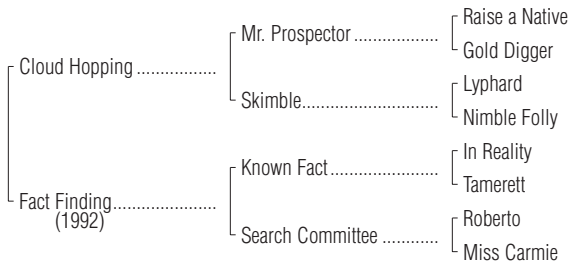 Raise a Native
Mr. Prospector ..................
Gold Digger
Cloud Hopping .................
Lyphard
Skimble.............................
Nimble Folly
In Reality
Known Fact.......................
Tamerett
Fact Finding......................
(1992)
Roberto
Search Committee ............
Miss Carmie